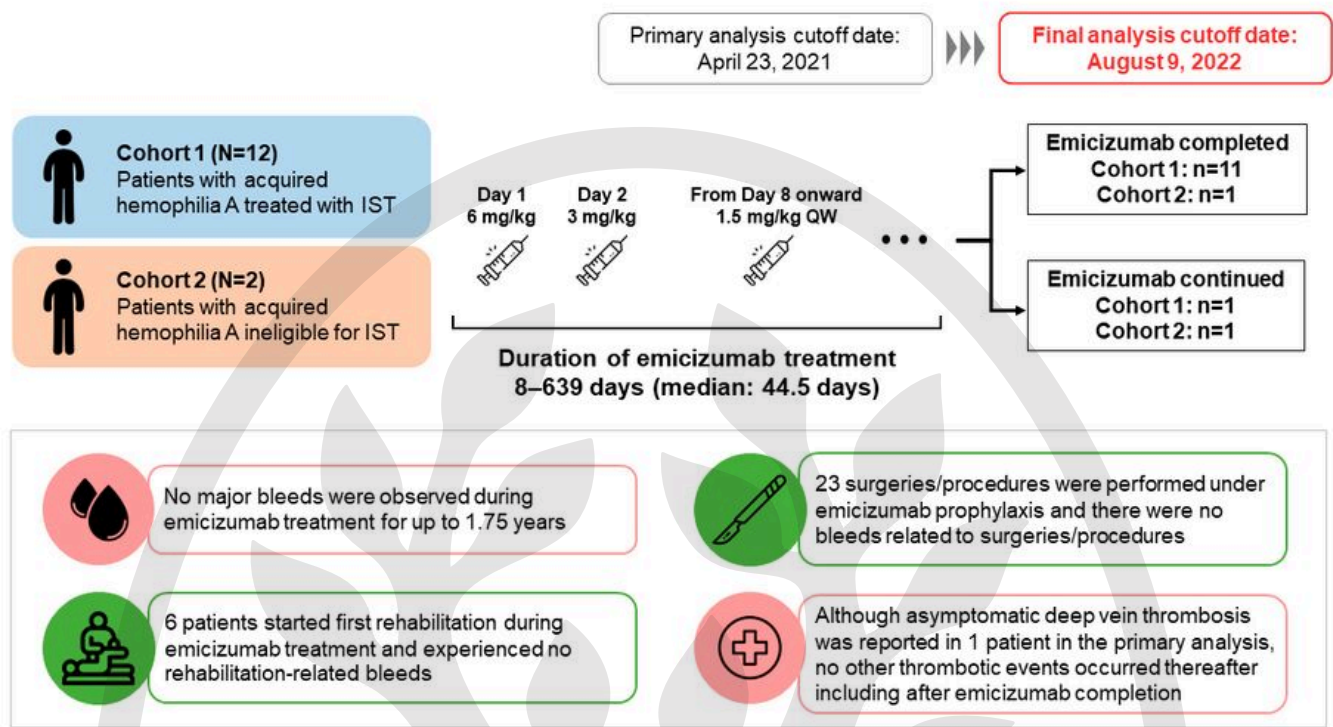 Primary analysis cutoff date:
April 23, 2021
Final analysis cutoff date:
August 9, 2022
Cohort 1 (N=12)
Patients with acquired
hemophilia A treated with IST
Cohort 2 (N=2)
Patients with acquired
hemophilia A ineligible for IST
Day 1
6 mg/kg
Day 2
3 mg/kg
From Day 8 onward
1.5 mg/kg QW
Duration of emicizumab treatment
8–639 days (median: 44.5 days)
Emicizumab completed
Cohort 1: n=11
Cohort 2: n=1
Emicizumab continued
Cohort 1: n=1
Cohort 2: n=1
No major bleeds were observed during
emicizumab treatment for up to 1.75 years
23 surgeries/procedures were performed under
emicizumab prophylaxis and there were no
bleeds related to surgeries/procedures
6 patients started first rehabilitation during
emicizumab treatment and experienced no
rehabilitation-related bleeds
Although asymptomatic deep vein thrombosis
was reported in 1 patient in the primary analysis,
no other thrombotic events occurred thereafter
including after emicizumab completion